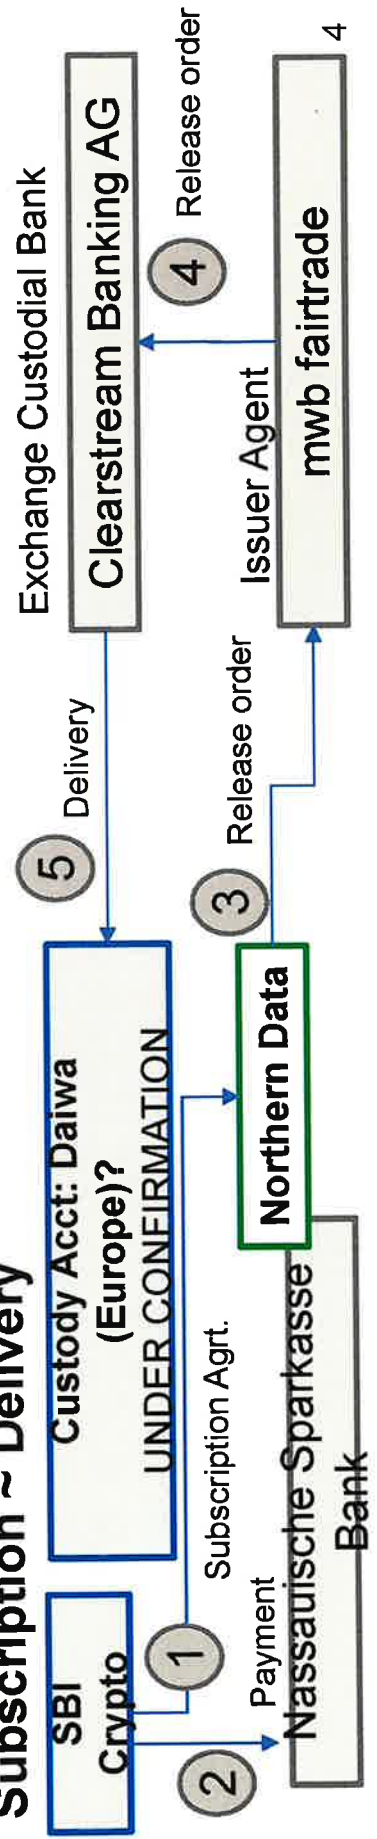 Subscription ~ Delivery
SBI
Crypto
Custody Acct: Daiwa
(Europe)?
UNDER CONFIRMATION
5
Delivery
Exchange Custodial Bank
Clearstream Banking AG
1
Subscription Agrt.
2
Payment
Nassauische Sparkasse
Bank
Northern Data
3
Release order
4
Release order
Issuer Agent
mwb fairtrade
4